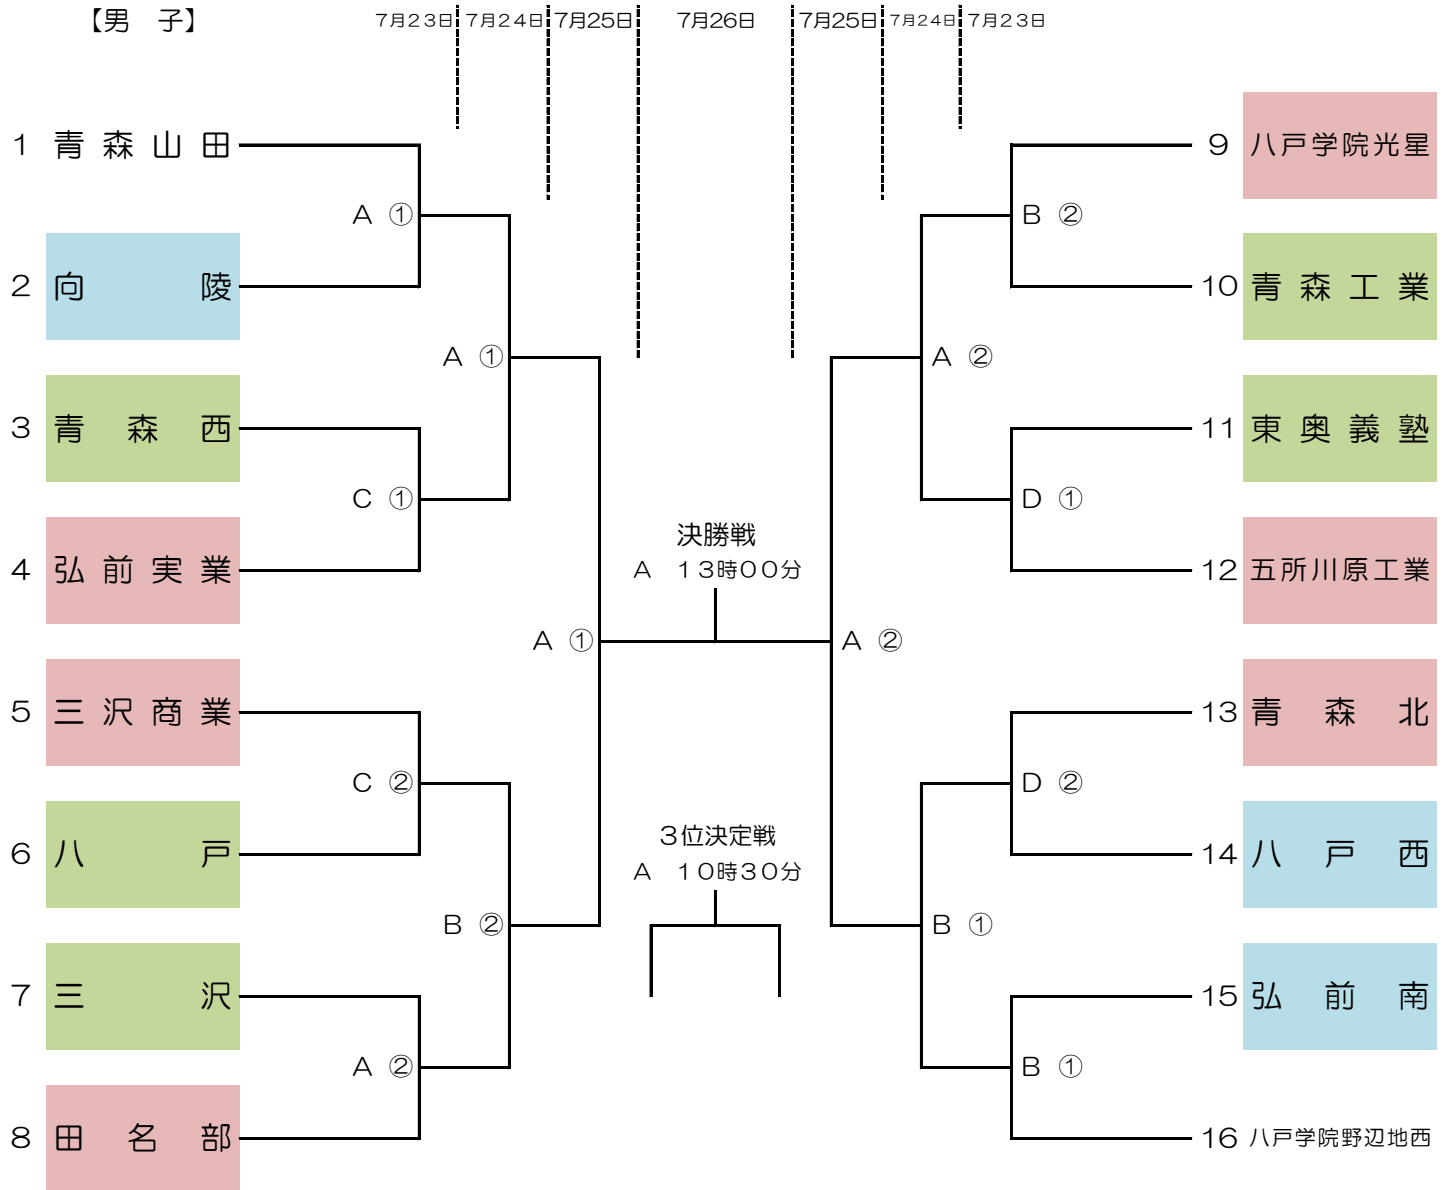 【男　子】
７月２３日 ７月２４日 ７月25日 7月26日 ７月25日 ７月２４日 ７月２３日
1 青森山田
A ①
2 向陵
A ①
3 青森西
C ①
4 弘前実業
A ①
5 三沢商業
C ②
6 八戸
B ②
7 三沢
A ②
8 田名部
決勝戦
A　１３時００分
３位決定戦
A　１０時３０分
9 八戸学院光星
B ②
10 青森工業
A ②
11 東奥義塾
D ①
12 五所川原工業
A ②
13 青森北
D ②
14 八戸西
B ①
15 弘前南
B ①
16 八戸学院野辺地西